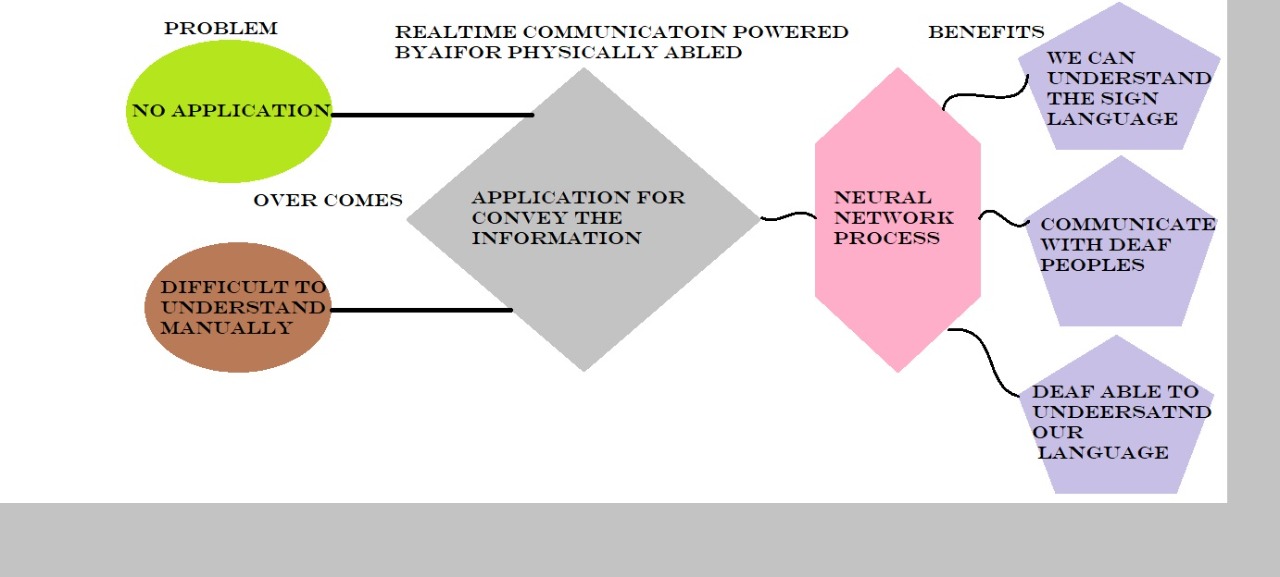 PROBLEM
REALTIME COMMUNICATOIN POWERED
BYAIFOR PHYSICALLY ABLED
BENEFITS
NO APPLICATION
OVER COMES
DIFFICULT TO
UNDERSTAND
MANUALLY
APPLICATION FOR
CONVEY THE
INFORMATION
NEURAL
NETWORK
PROCESS
WE CAN
UNDERSTAND
THE SIGN
LANGUAGE
COMMUNICATE
WITH DEAF
PEOPLES
DEAF ABLE TO
UNDEERSATND
OUR
LANGUAGE